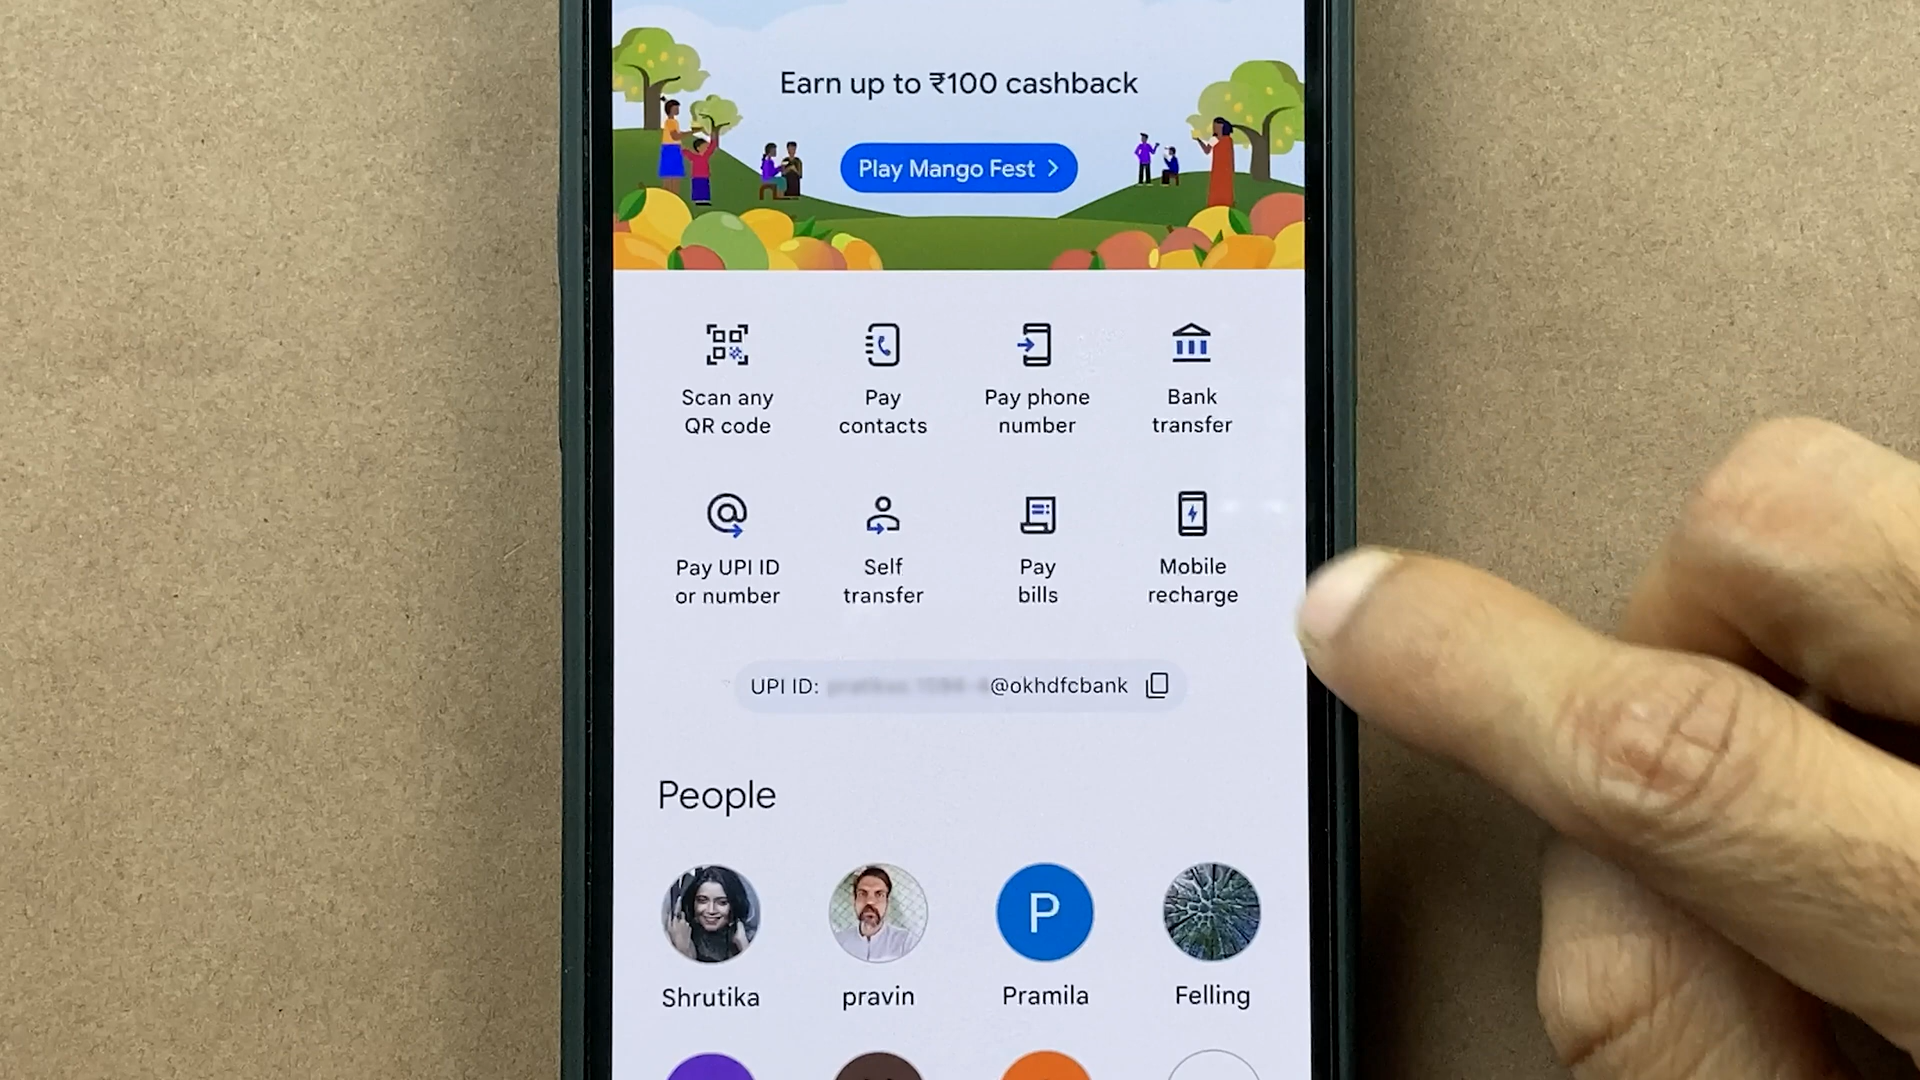 Earn up to ₹100 cashback
Play Mango Fest >
Scan any
QR code
Pay
contacts
Pay phone
number
Bank
transfer
Pay UPI ID
or number
Self
transfer
Pay
bills
Mobile
recharge
UPI ID: @okhdfcbank
People
Shrutika
pravin
P
Pramila
Felling